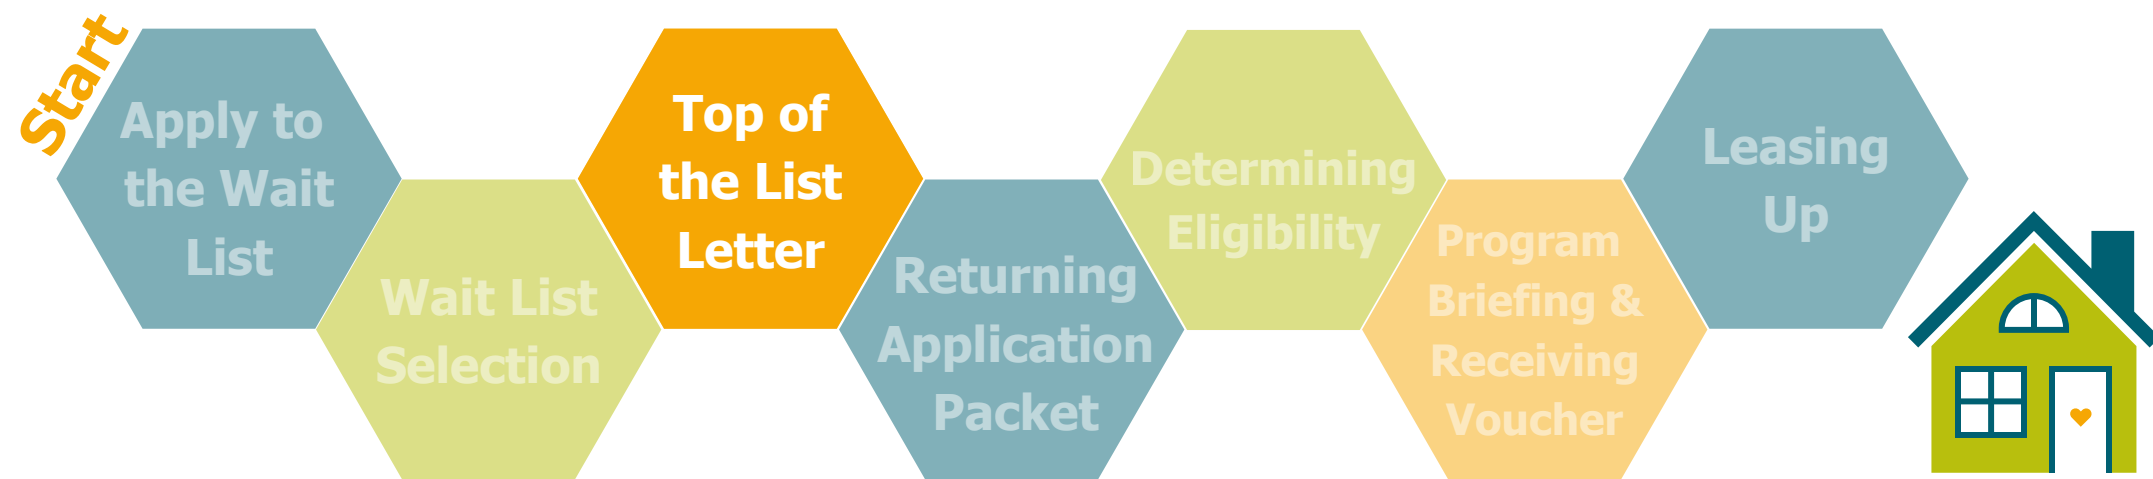 Start
Apply to
the Wait
List
Wait List
Selection
Top of
the List
Letter
Returning
Application
Packet
Determining
Eligibility
Program
Briefing &
Receiving
Voucher
Leasing
Up